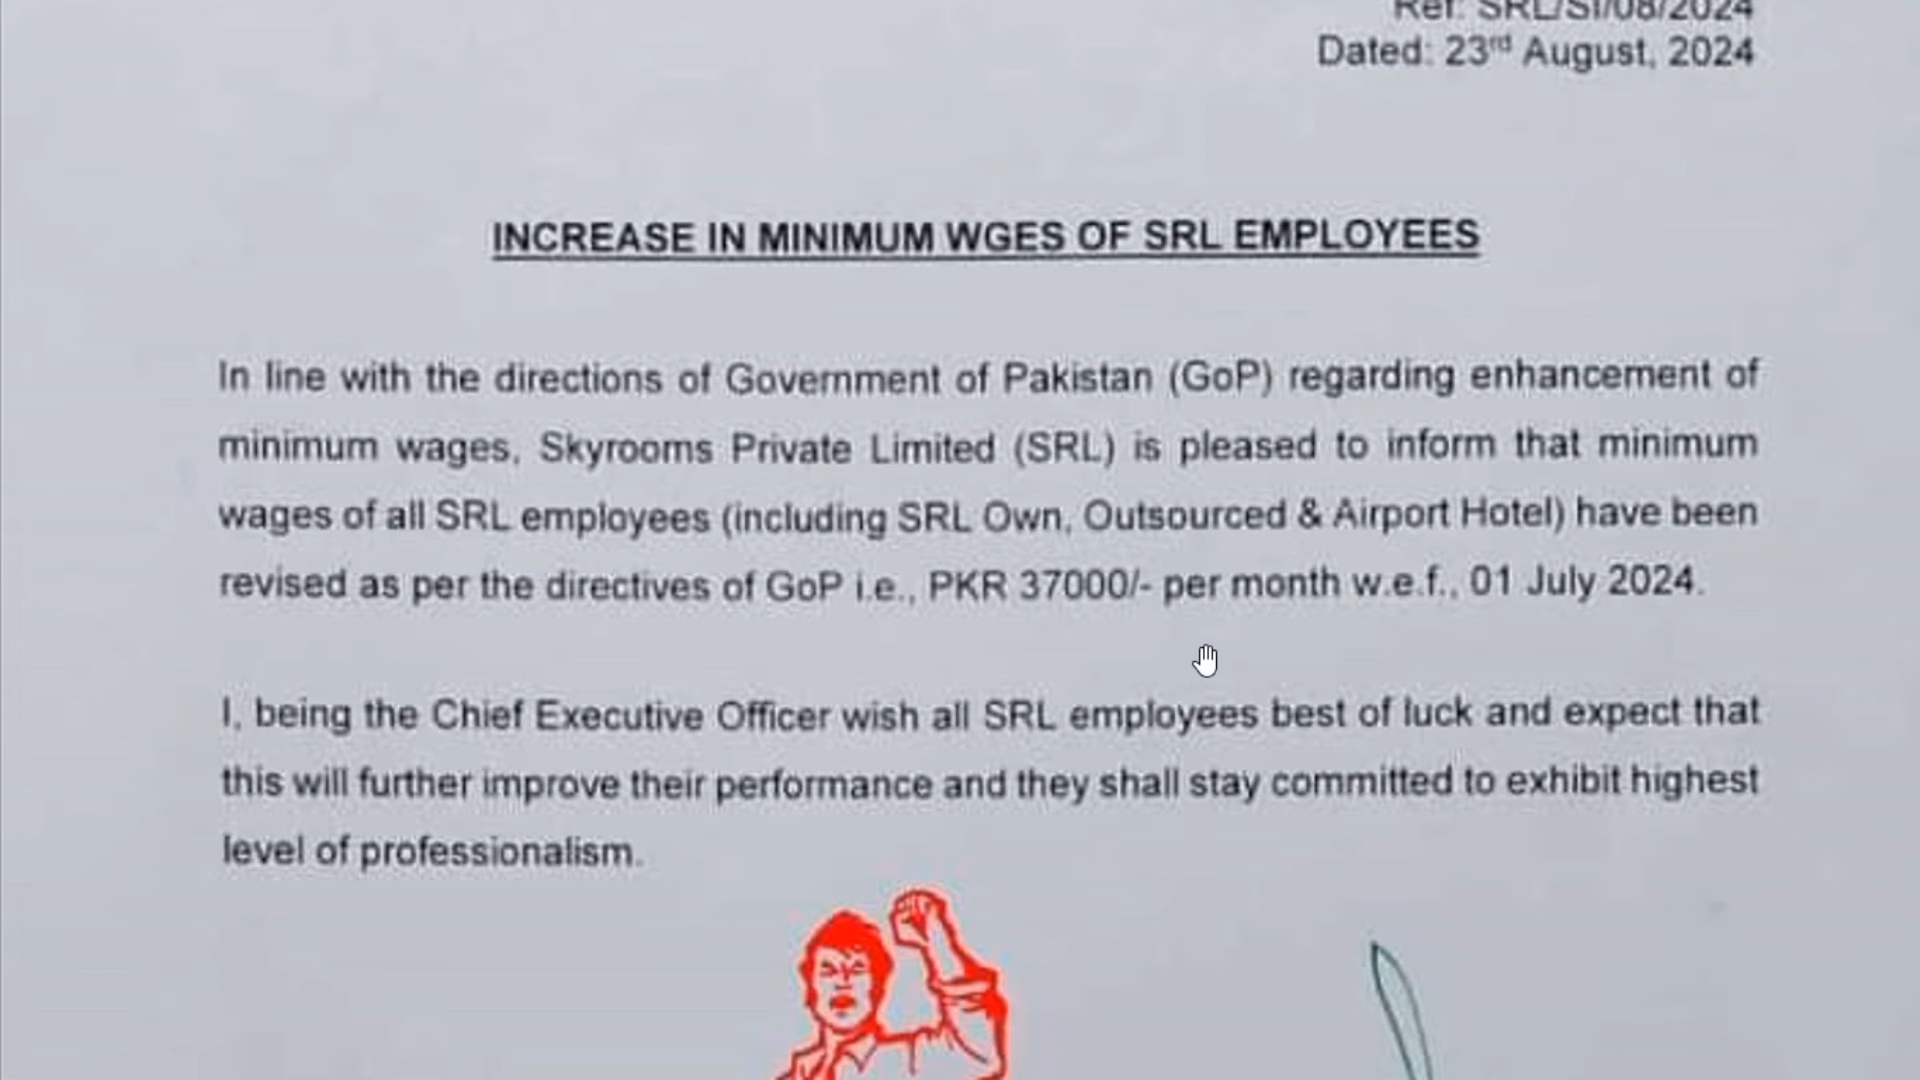 Ref: SRL/SI/08/2024
Dated: 23rd August, 2024
INCREASE IN MINIMUM WGES OF SRL EMPLOYEES
In line with the directions of Government of Pakistan (GoP) regarding enhancement of
minimum wages, Skyrooms Private Limited (SRL) is pleased to inform that minimum
wages of all SRL employees (including SRL Own, Outsourced & Airport Hotel) have been
revised as per the directives of GoP i.e., PKR 37000/- per month w.e.f., 01 July 2024.
I, being the Chief Executive Officer wish all SRL employees best of luck and expect that
this will further improve their performance and they shall stay committed to exhibit highest
level of professionalism.